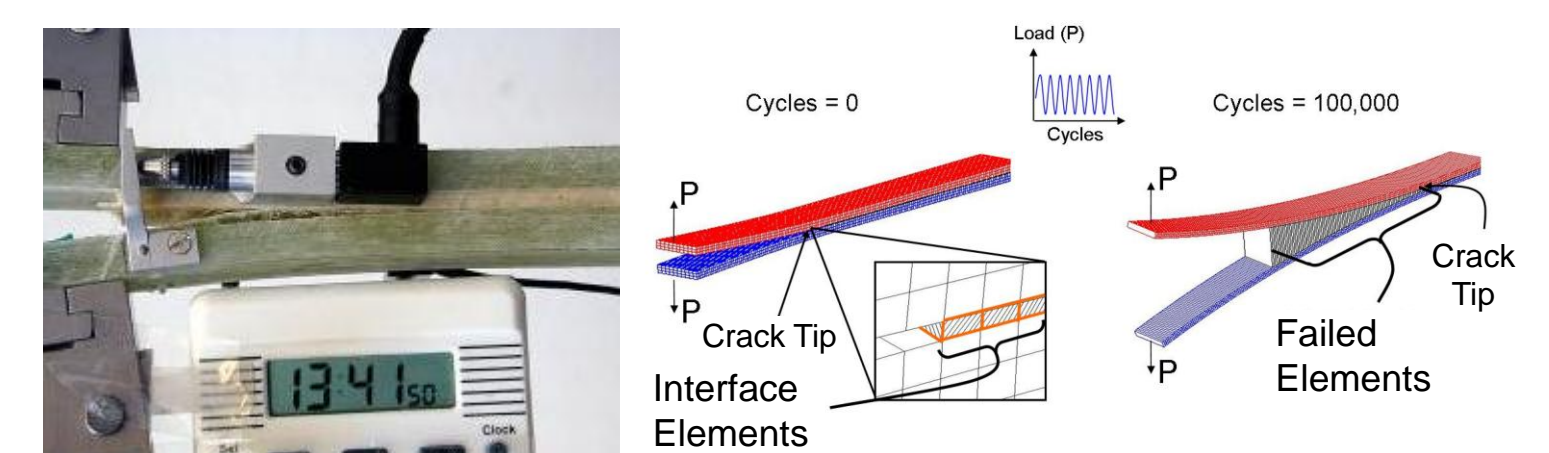 13:41 50
Clock
Set
Load (P)
Cycles
Cycles = 0
Cycles = 100,000
P
P
Crack Tip
Interface
Elements
P
P
Crack
Tip
Failed
Elements